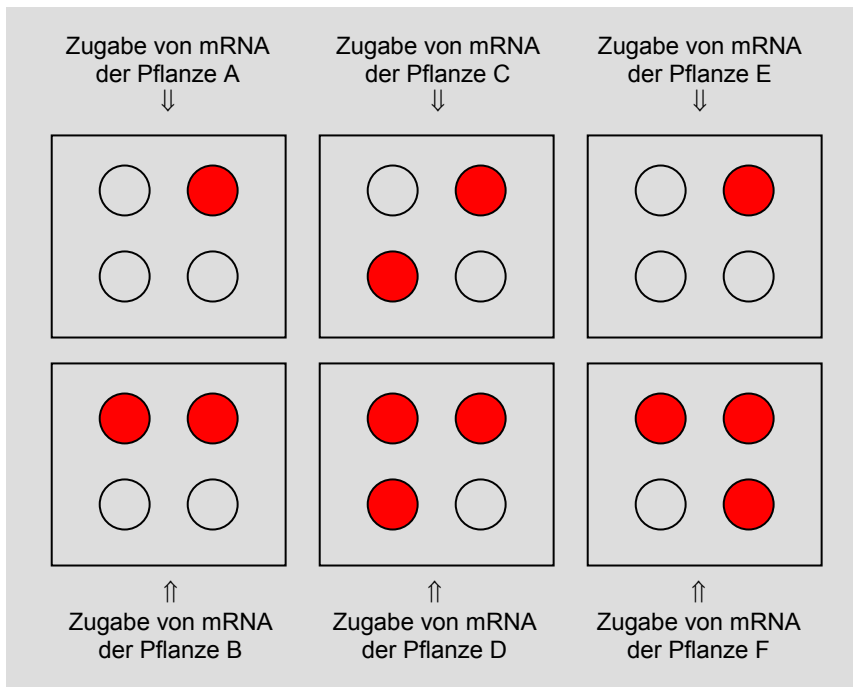 Zugabe von mRNA
der Pflanze A
⇓
Zugabe von mRNA
der Pflanze C
⇓
Zugabe von mRNA
der Pflanze E
⇓
⇑
Zugabe von mRNA
der Pflanze B
⇑
Zugabe von mRNA
der Pflanze D
⇑
Zugabe von mRNA
der Pflanze F